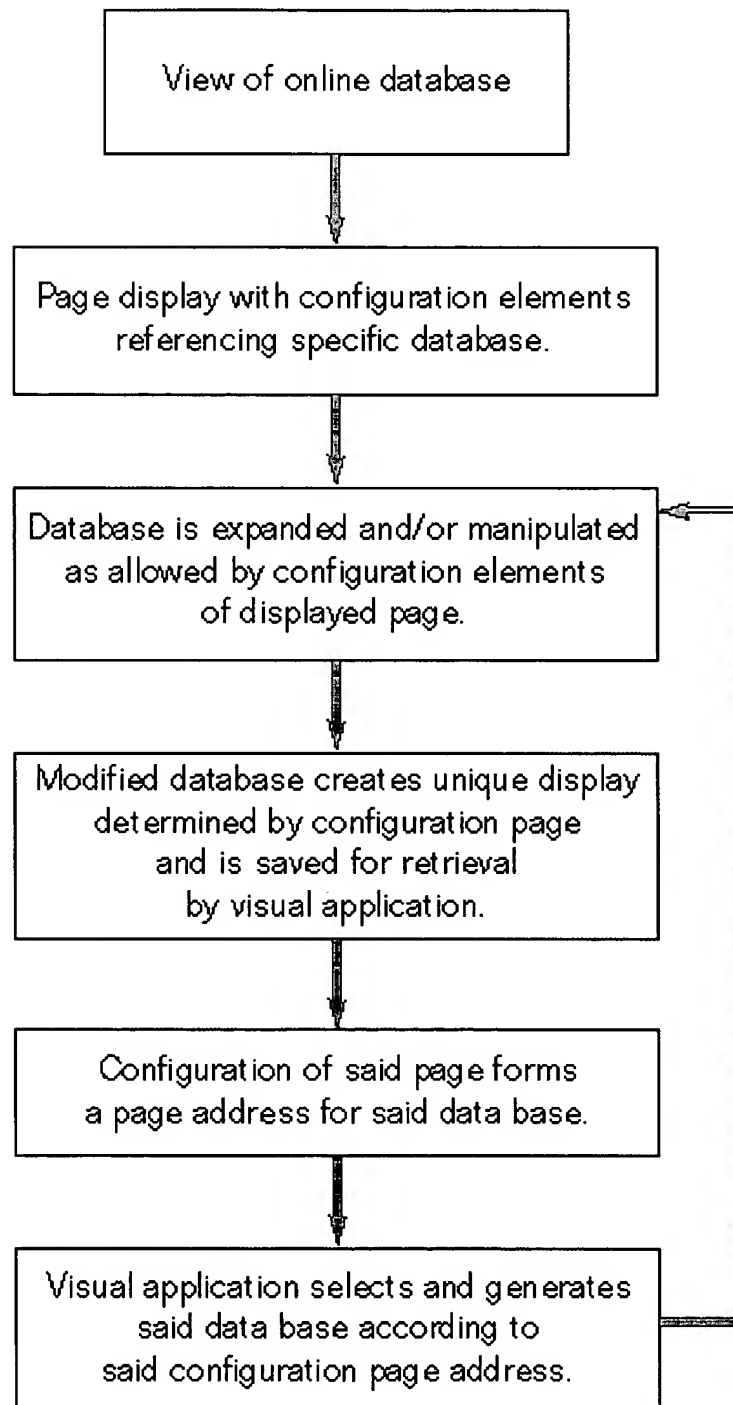 View of online database
Page display with configuration elements
referencing specific database.
Database is expanded and/or manipulated
as allowed by configuration elements
of displayed page.
Modified database creates unique display
determined by configuration page
and is saved for retrieval
by visual application.
Configuration of said page forms
a page address for said data base.
Visual application selects and generates
said data base according to
said configuration page address.